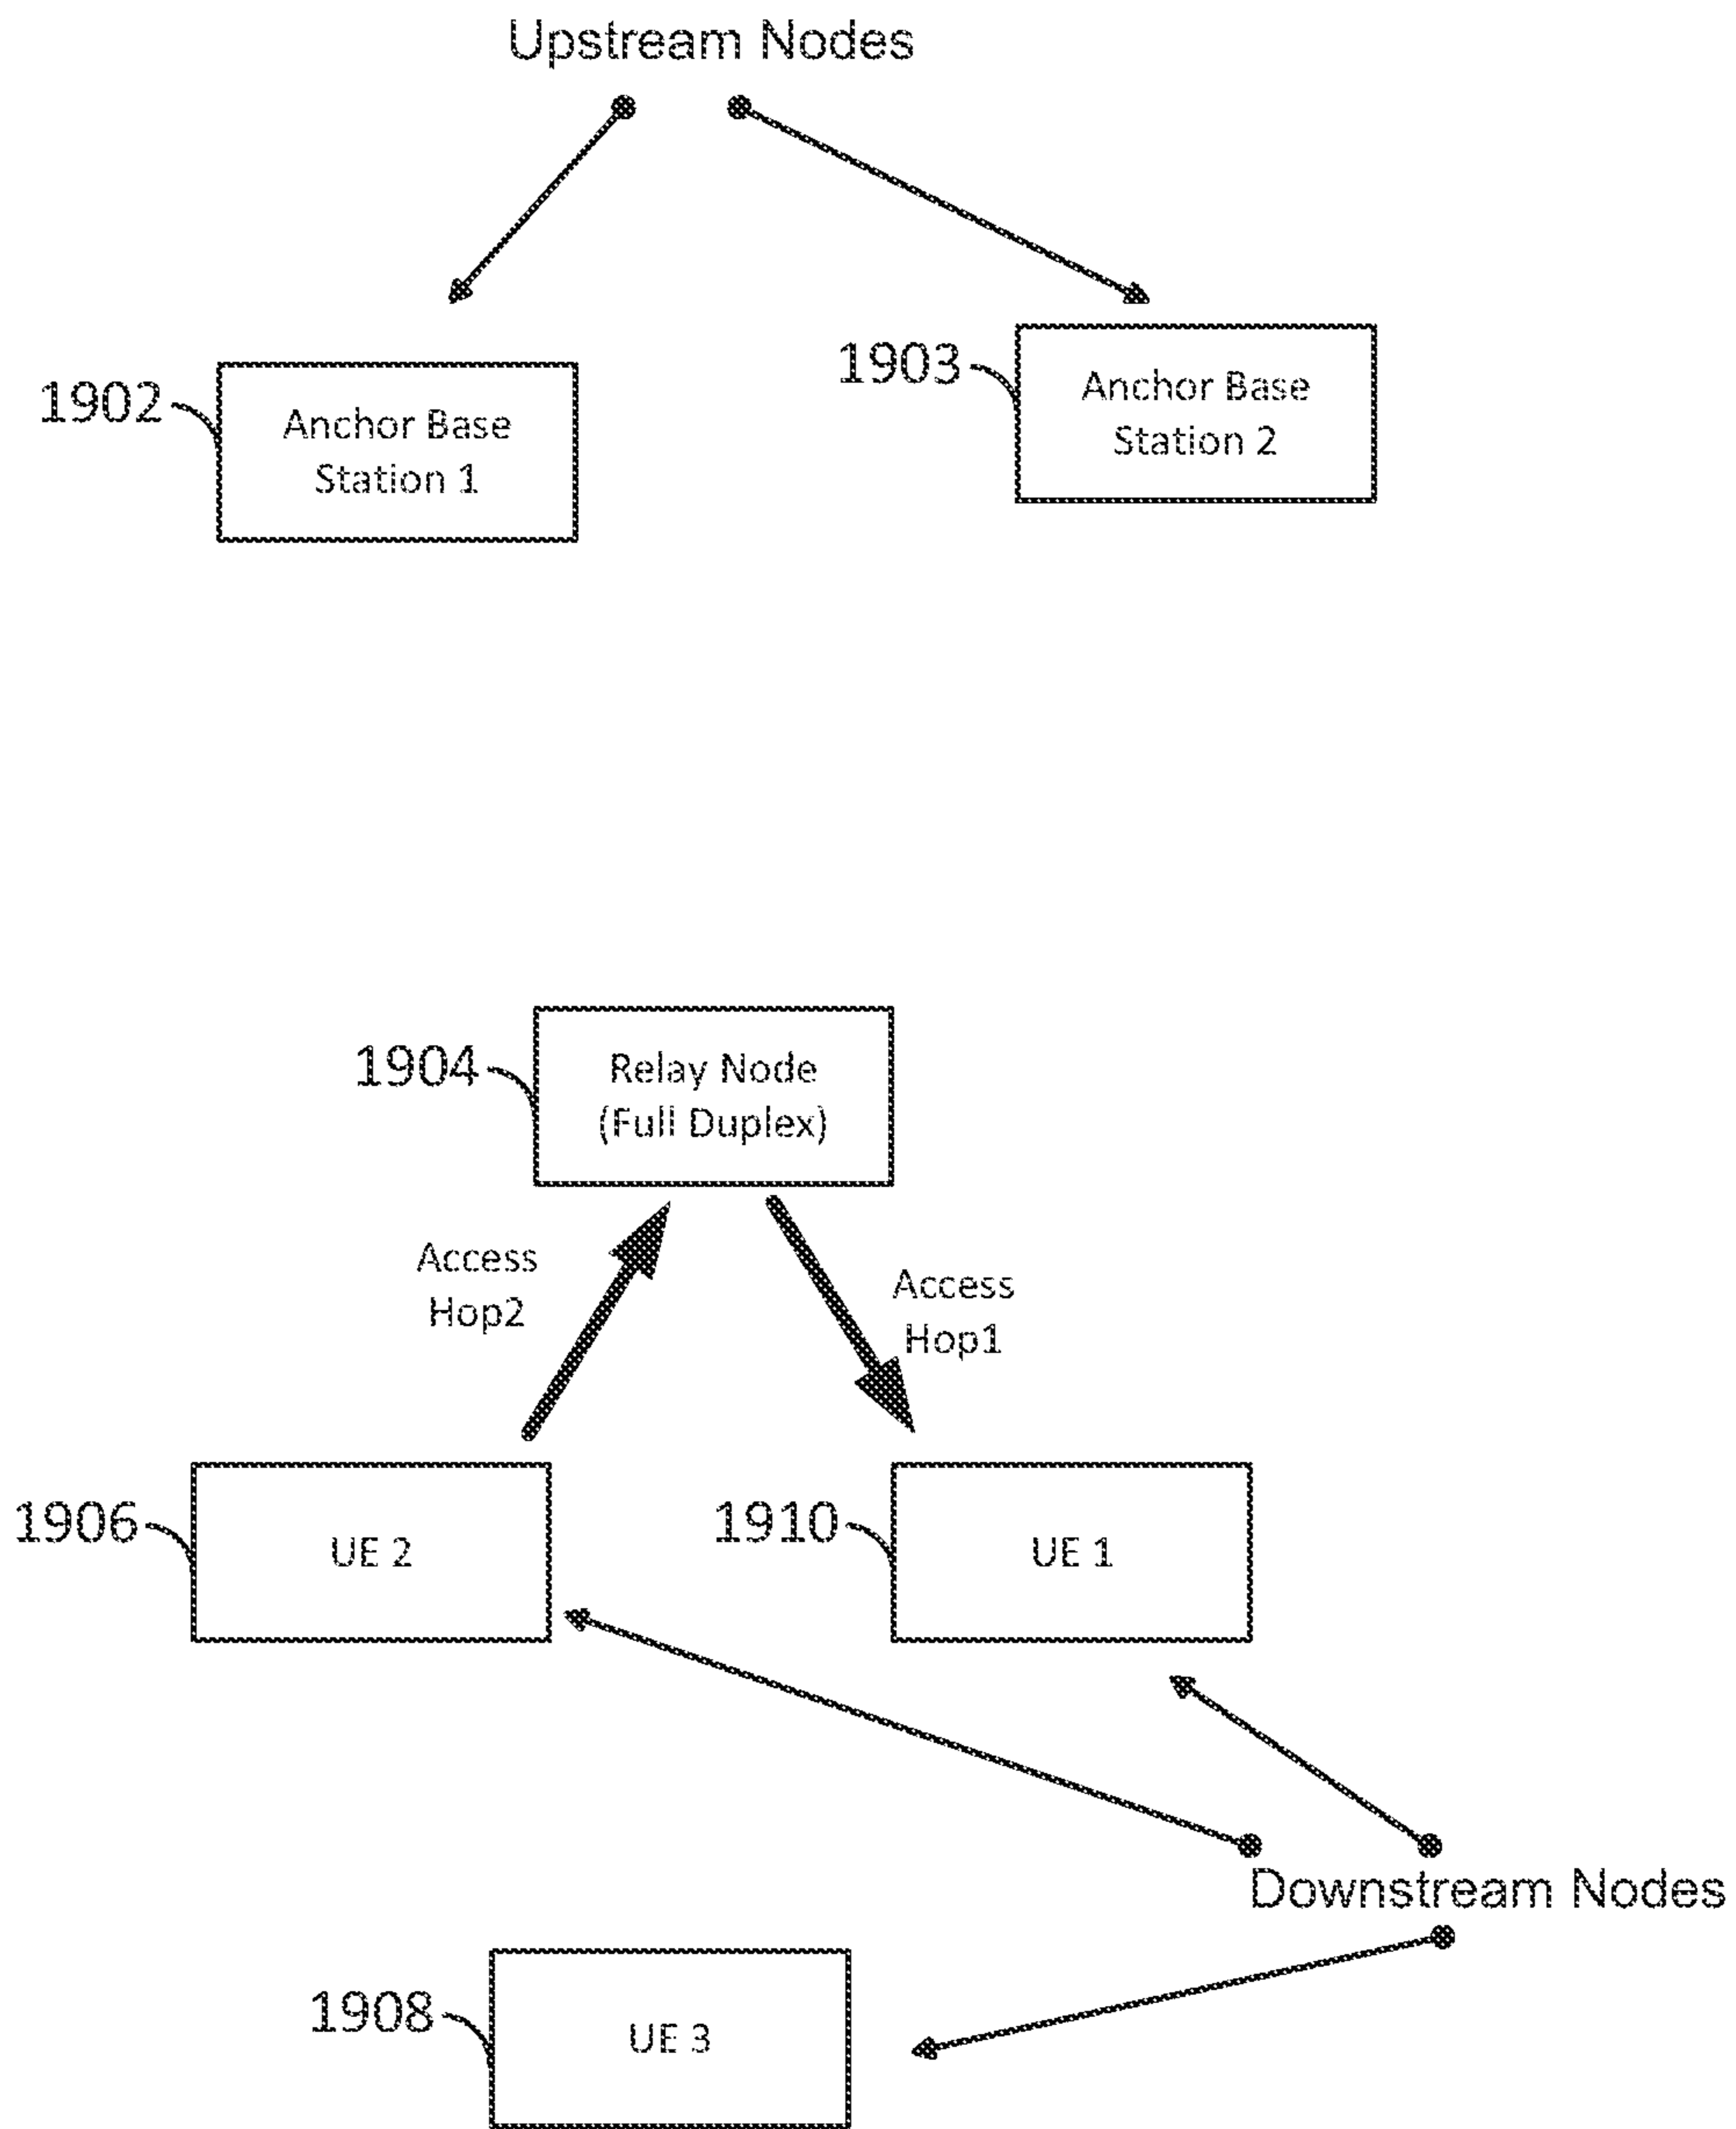 Upstream Nodes
1902
Anchor Base
Station 1
1903
Anchor Base
Station 2
1904
Relay Node
(Full Duplex)
Access
Hop2
Access
Hop1
1906
UE 2
1910
UE 1
Downstream Nodes
1908
UE 3